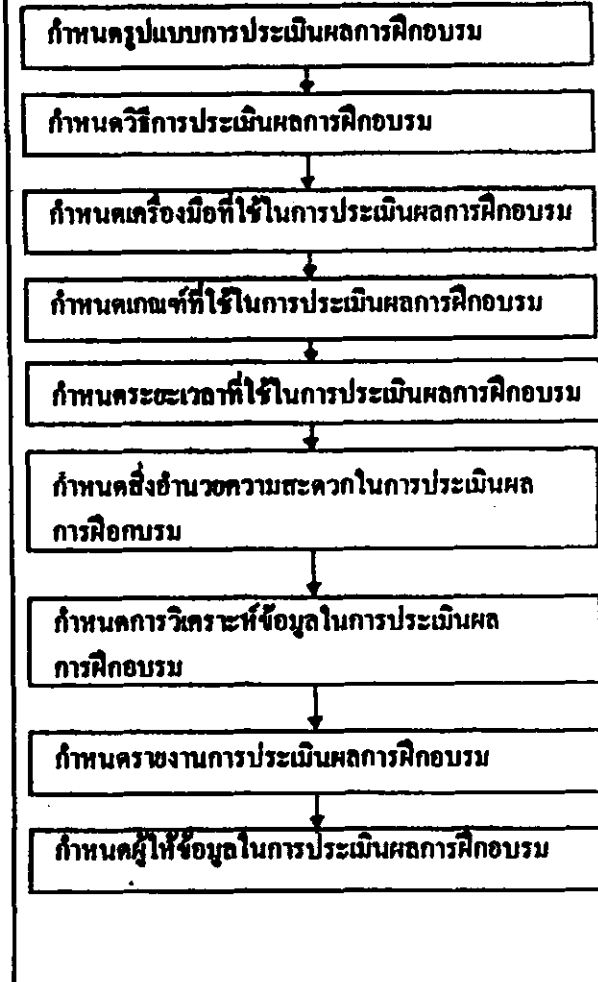 กำหนดรูปแบบการประเมินผลการฝึกอบรม
กำหนดวิธีการประเมินผลการฝึกอบรม
กำหนดเครื่องมือที่ใช้ในการประเมินผลการฝึกอบรม
กำหนดเกณฑ์ที่ใช้ในการประเมินผลการฝึกอบรม
กำหนดระยะเวลาที่ใช้ในการประเมินผลการฝึกอบรม
กำหนดสิ่งอำนวยความสะดวกในการประเมินผล
การฝึอกบรม
กำหนดการวิเคราะห์ข้อมูลในการประเมินผล
การฝึกอบรม
กำหนดรายงานการประเมินผลการฝึกอบรม
กำหนดผู้ให้ข้อมูลในการประเมินผลการฝึกอบรม